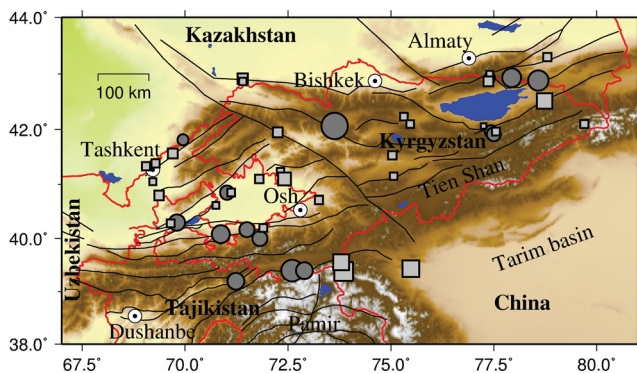 44.0
Kazakhstan
Almaty
100 km
Bishkek
42.0
Tashkent
Kyrgyzstan
Tien Shan
Osh
Uzbekistan
40.0
Tarim basin
Tajikistan
China
Dushanbe
Pamir
38.0
67.5° 70.0° 72.5° 75.0° 77.5° 80.0°